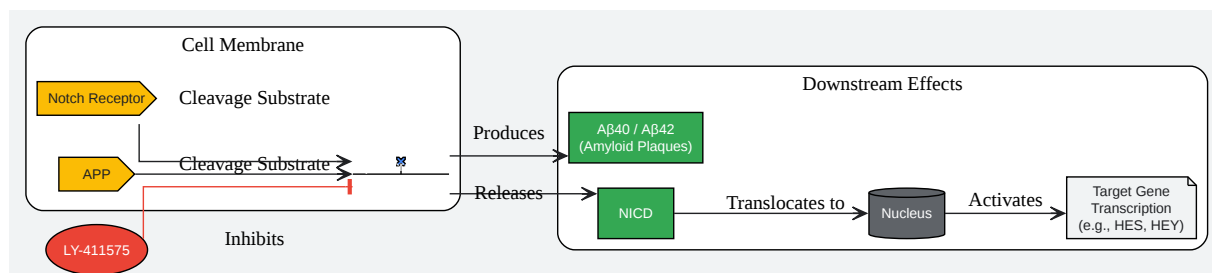 Cell Membrane
Notch Receptor
Cleavage Substrate
APP
Cleavage Substrate
LY-411575
Inhibits
Produces
Releases
Downstream Effects
Aβ40 / Aβ42
(Amyloid Plaques)
NICD
Translocates to
Nucleus
Activates
Target Gene
Transcription
(e.g., HES, HEY)